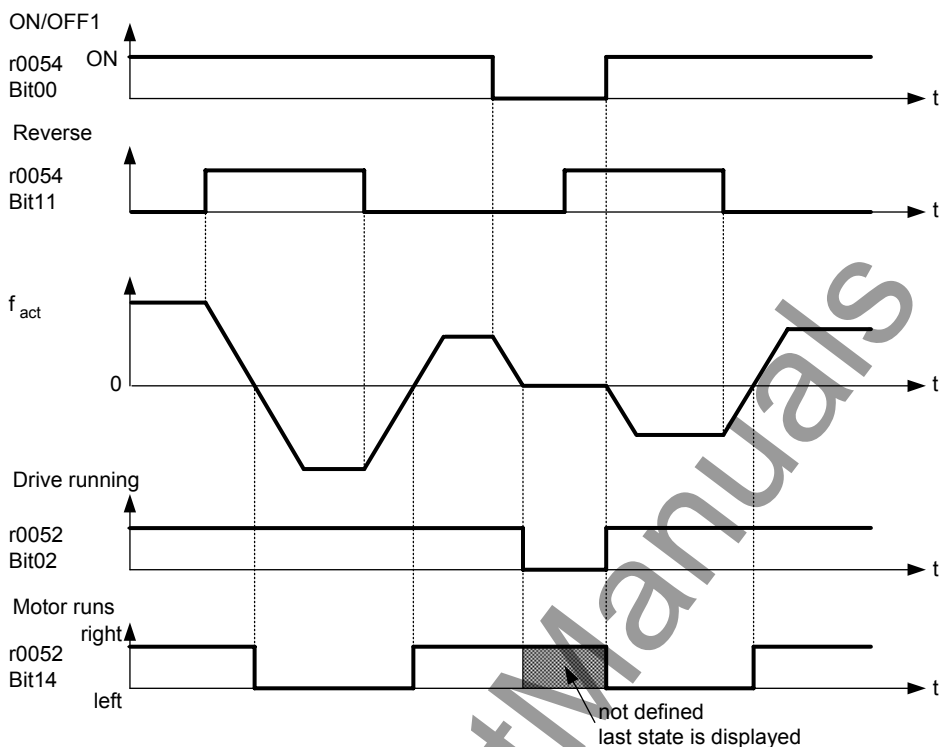 ON/OFF1
r0054 ON
Bit00
t
Reverse
r0054
Bit11
t
f act
0
t
Drive running
r0052
Bit02
t
Motor runs
right
r0052
Bit14
t
left
not defined
last state is displayed
Manuals